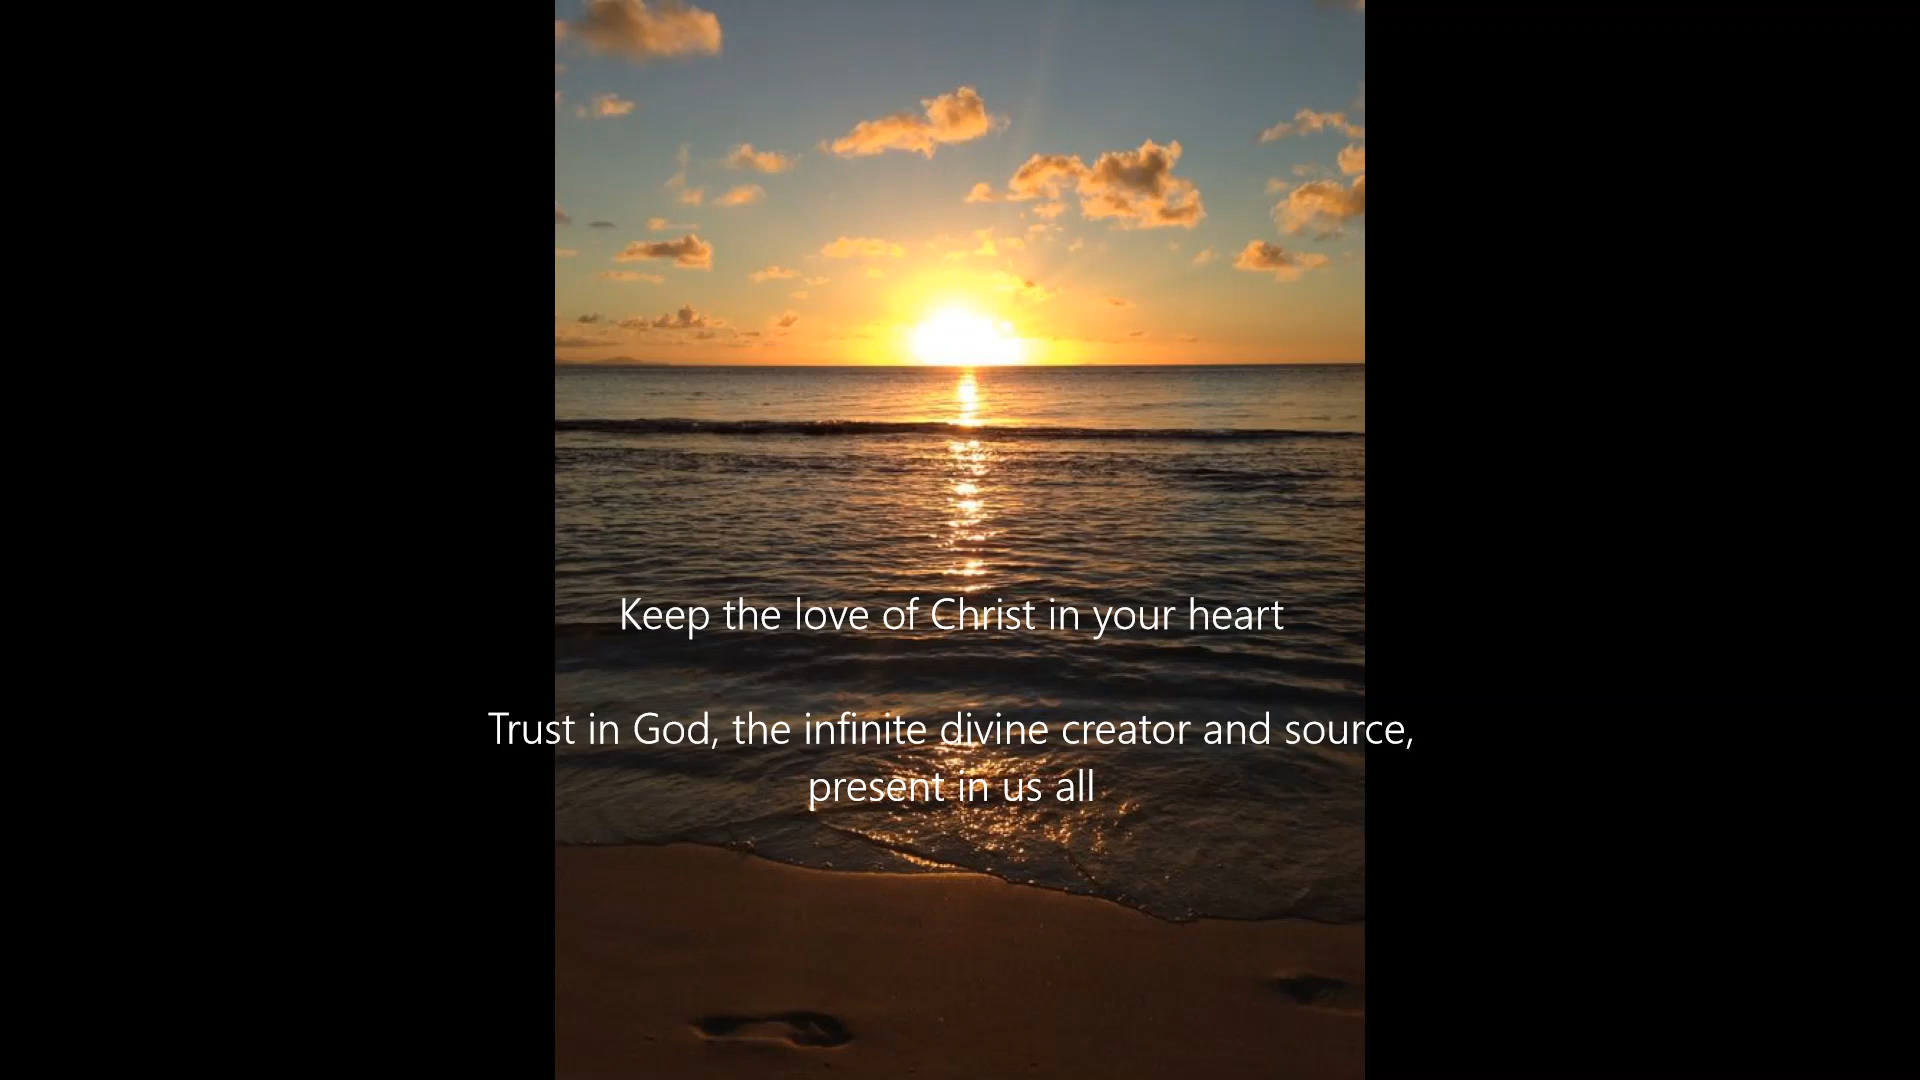 Keep the love of Christ in your heart
Trust in God, the infinite divine creator and source,
present in us all